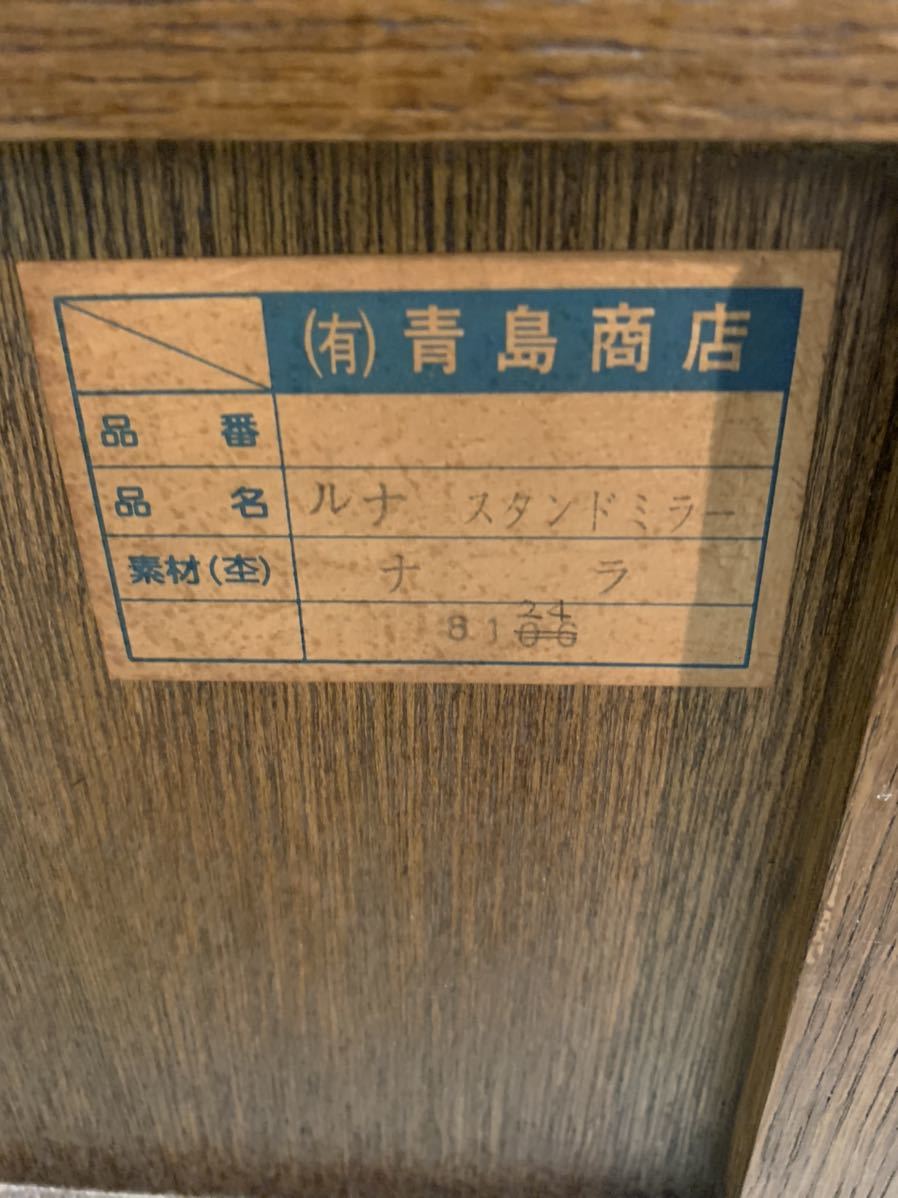 (有) 青島商店
品番
品名 ルナ スタンドミラー
素材(杢) ナラ
24
81 06